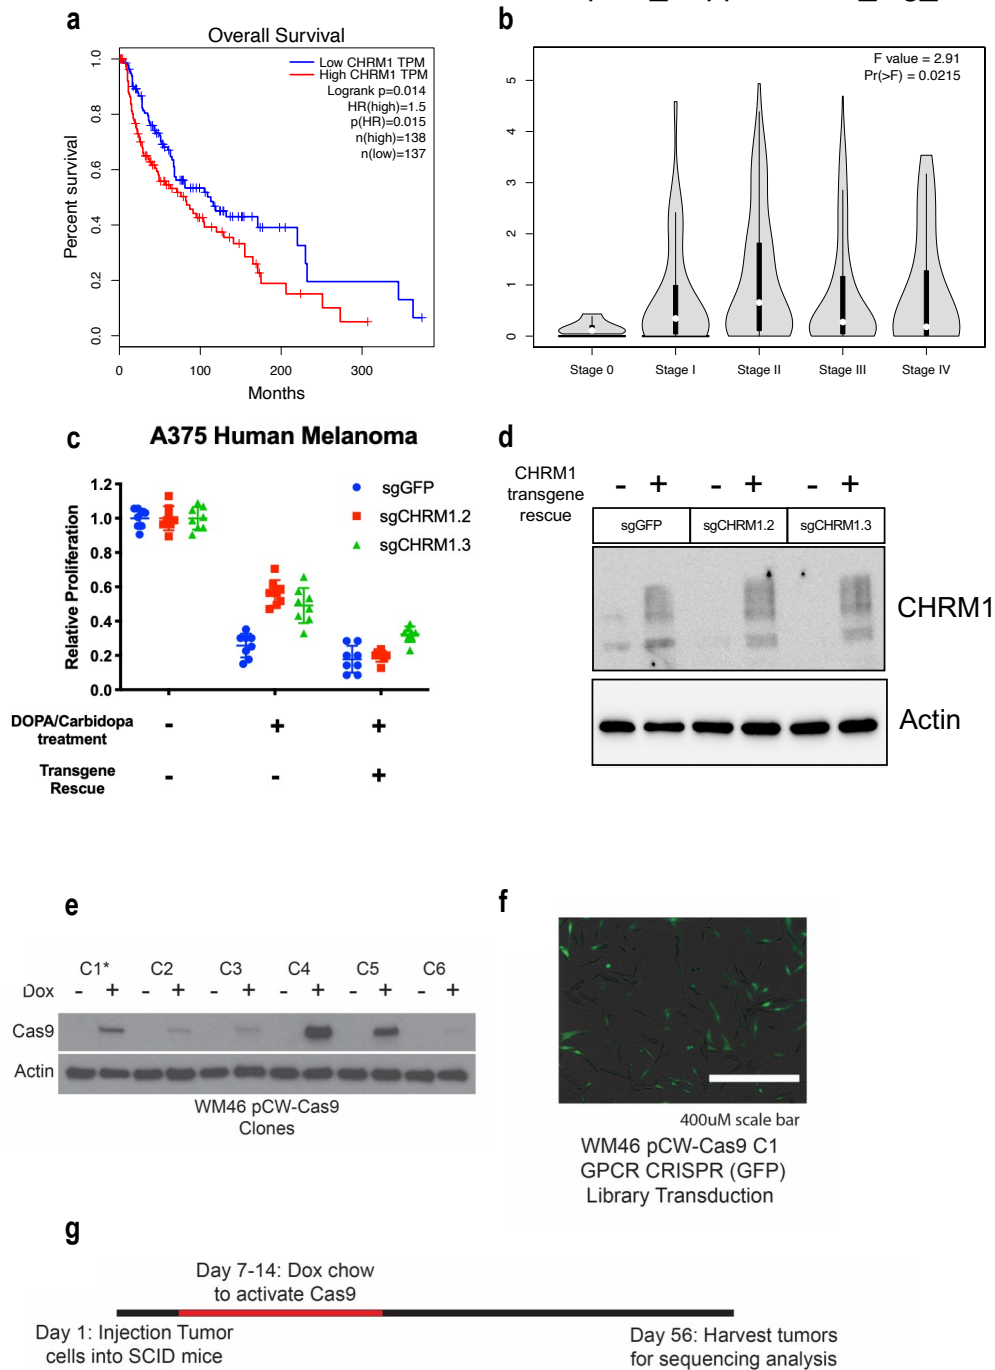 a
Overall Survival
Percent survival
1.0
0.8
0.6
0.4
0.2
0.0
Low CHRM1 TPM
High CHRM1 TPM
Logrank p=0.014
HR(high)=1.5
p(HR)=0.015
n(high)=138
n(low)=137
0 100 200 300
Months
b
F value = 2.91
Pr(>F) = 0.0215
5
4
3
2
1
0
Stage 0 Stage I Stage II Stage III Stage IV
c
A375 Human Melanoma
Relative Proliferation
1.2
1.0
0.8
0.6
0.4
0.2
0.0
sgGFP
sgCHRM1.2
sgCHRM1.3
DOPA/Carbidopa
treatment
- + +
Transgene
Rescue
- - +
d
CHRM1
transgene
rescue
- + - + - +
sgGFP sgCHRM1.2 sgCHRM1.3
CHRM1
Actin
e
C1* C2 C3 C4 C5 C6
Dox - + - + - + - + - + - +
Cas9
Actin
WM46 pCW-Cas9
Clones
f
400uM scale bar
WM46 pCW-Cas9 C1
GPCR CRISPR (GFP)
Library Transduction
g
Day 7-14: Dox chow
to activate Cas9
Day 1: Injection Tumor
cells into SCID mice
Day 56: Harvest tumors
for sequencing analysis